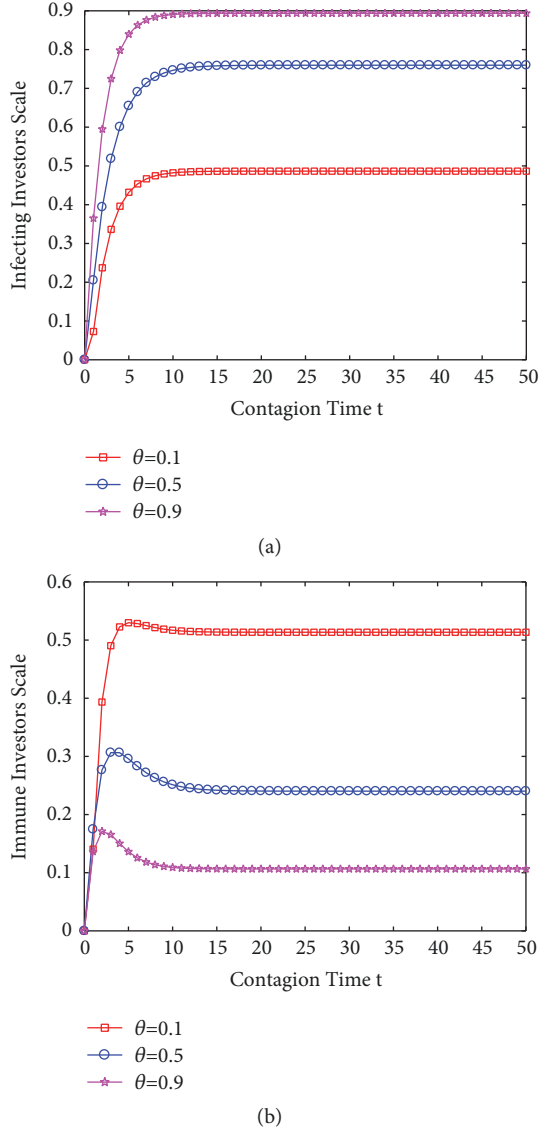 0.9
0.8
0.7
0.6
0.5
0.4
0.3
0.2
0.1
0
Infecting Investors Scale
0 5 10 15 20 25 30 35 40 45 50
Contagion Time t
θ=0.1
θ=0.5
θ=0.9
(a)
0.6
0.5
0.4
0.3
0.2
0.1
0
Immune Investors Scale
0 5 10 15 20 25 30 35 40 45 50
Contagion Time t
θ=0.1
θ=0.5
θ=0.9
(b)